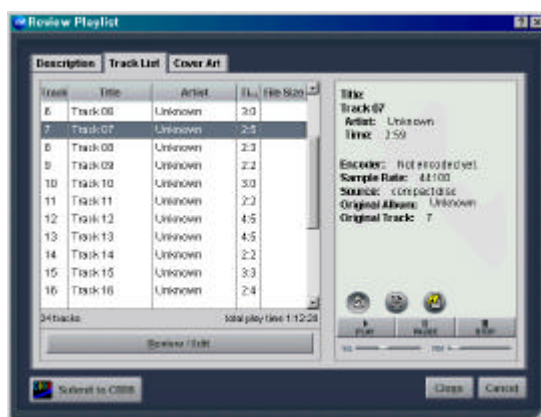 Review Playlist
Description Track List Cover Art
Track Title Artist Ti... File Size
6 Track 06 Unknown 3:0
7 Track 07 Unknown 2:5
8 Track 08 Unknown 2:3
9 Track 09 Unknown 2:2
10 Track 10 Unknown 3:0
11 Track 11 Unknown 2:2
12 Track 12 Unknown 4:5
13 Track 13 Unknown 4:5
14 Track 14 Unknown 2:2
15 Track 15 Unknown 3:3
16 Track 16 Unknown 2:4
24 tracks total play time 1:12:28
Review / Edit
Title:
Track 07
Artist: Unknown
Time: 2:59
Encoder: Not encoded yet.
Sample Rate: 44100
Source: compact disc
Original Album: Unknown
Original Track: 7
PLAY PAUSE STOP
Submit to CDDB
Close Cancel